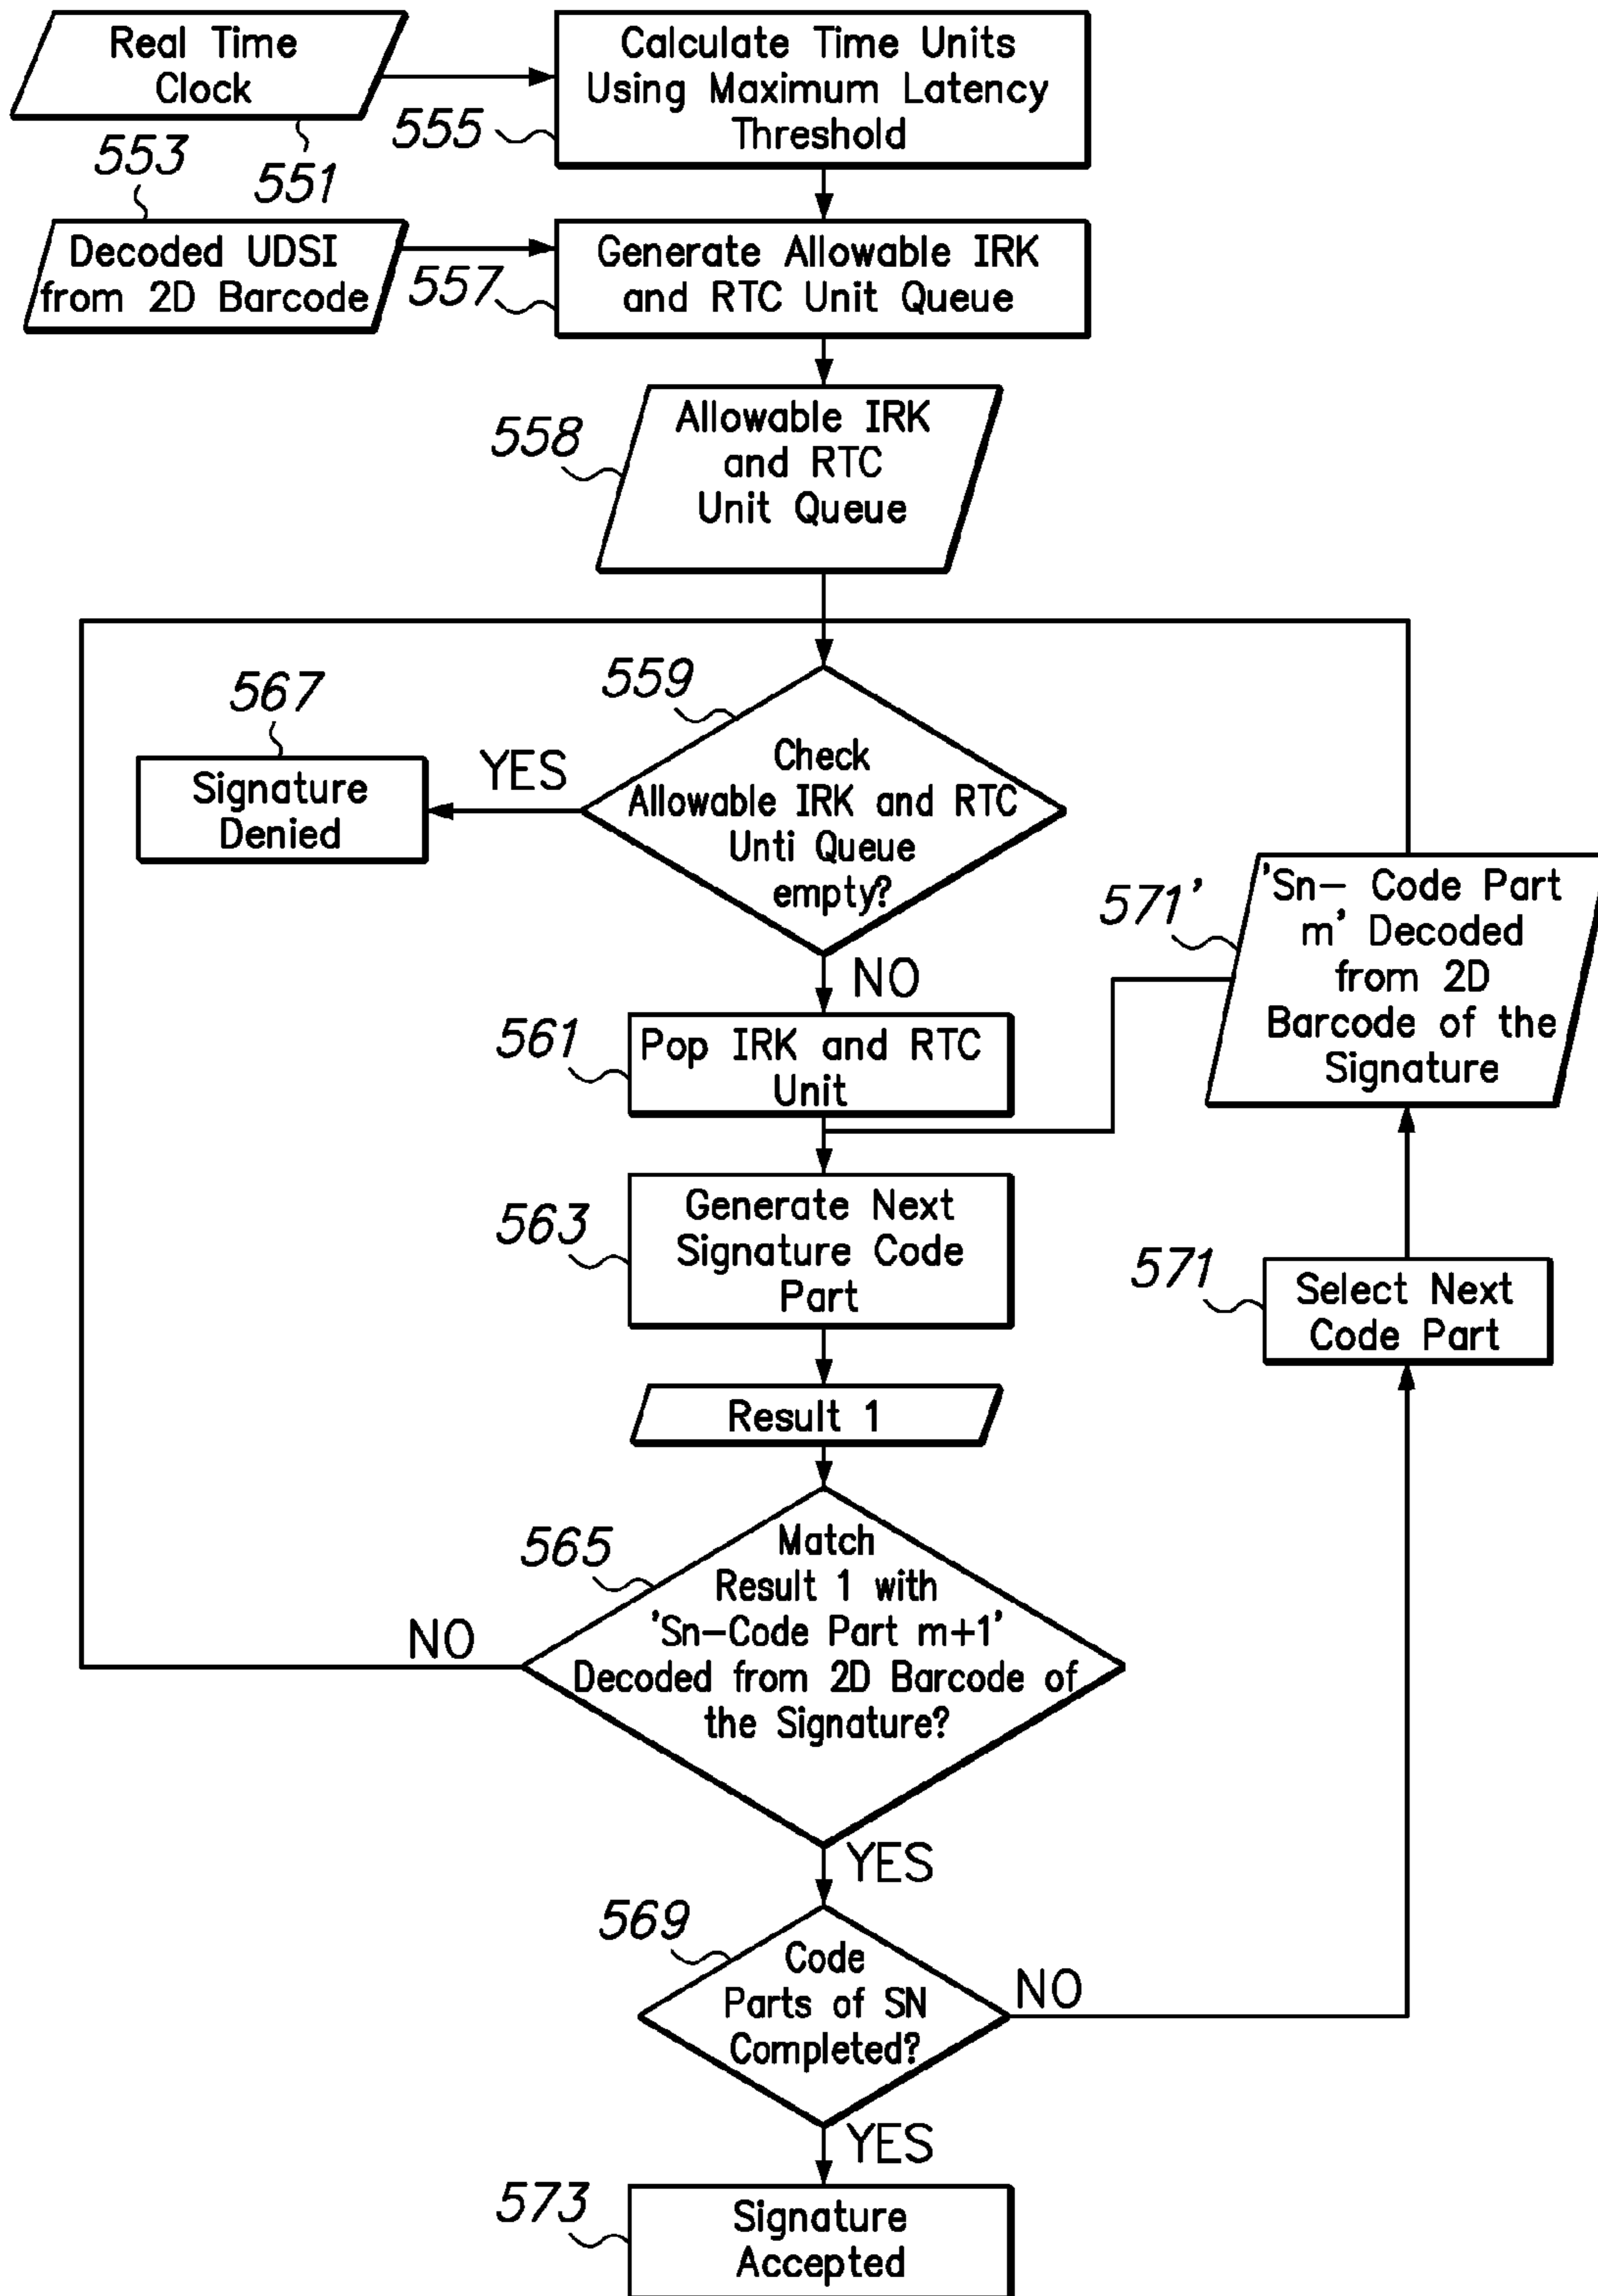 Real Time
Clock
551
Calculate Time Units
Using Maximum Latency
Threshold
555
553
Decoded UDSI
from 2D Barcode
557
Generate Allowable IRK
and RTC Unit Queue
558
Allowable IRK
and RTC
Unit Queue
559
Check
Allowable IRK and RTC
Unti Queue
empty?
YES
567
Signature
Denied
NO
561
Pop IRK and RTC
Unit
571'
'Sn- Code Part
m' Decoded
from 2D
Barcode of the
Signature
563
Generate Next
Signature Code
Part
571
Select Next
Code Part
Result 1
565
Match
Result 1 with
'Sn-Code Part m+1'
Decoded from 2D Barcode of
the Signature?
NO
YES
569
Code
Parts of SN
Completed?
NO
YES
573
Signature
Accepted